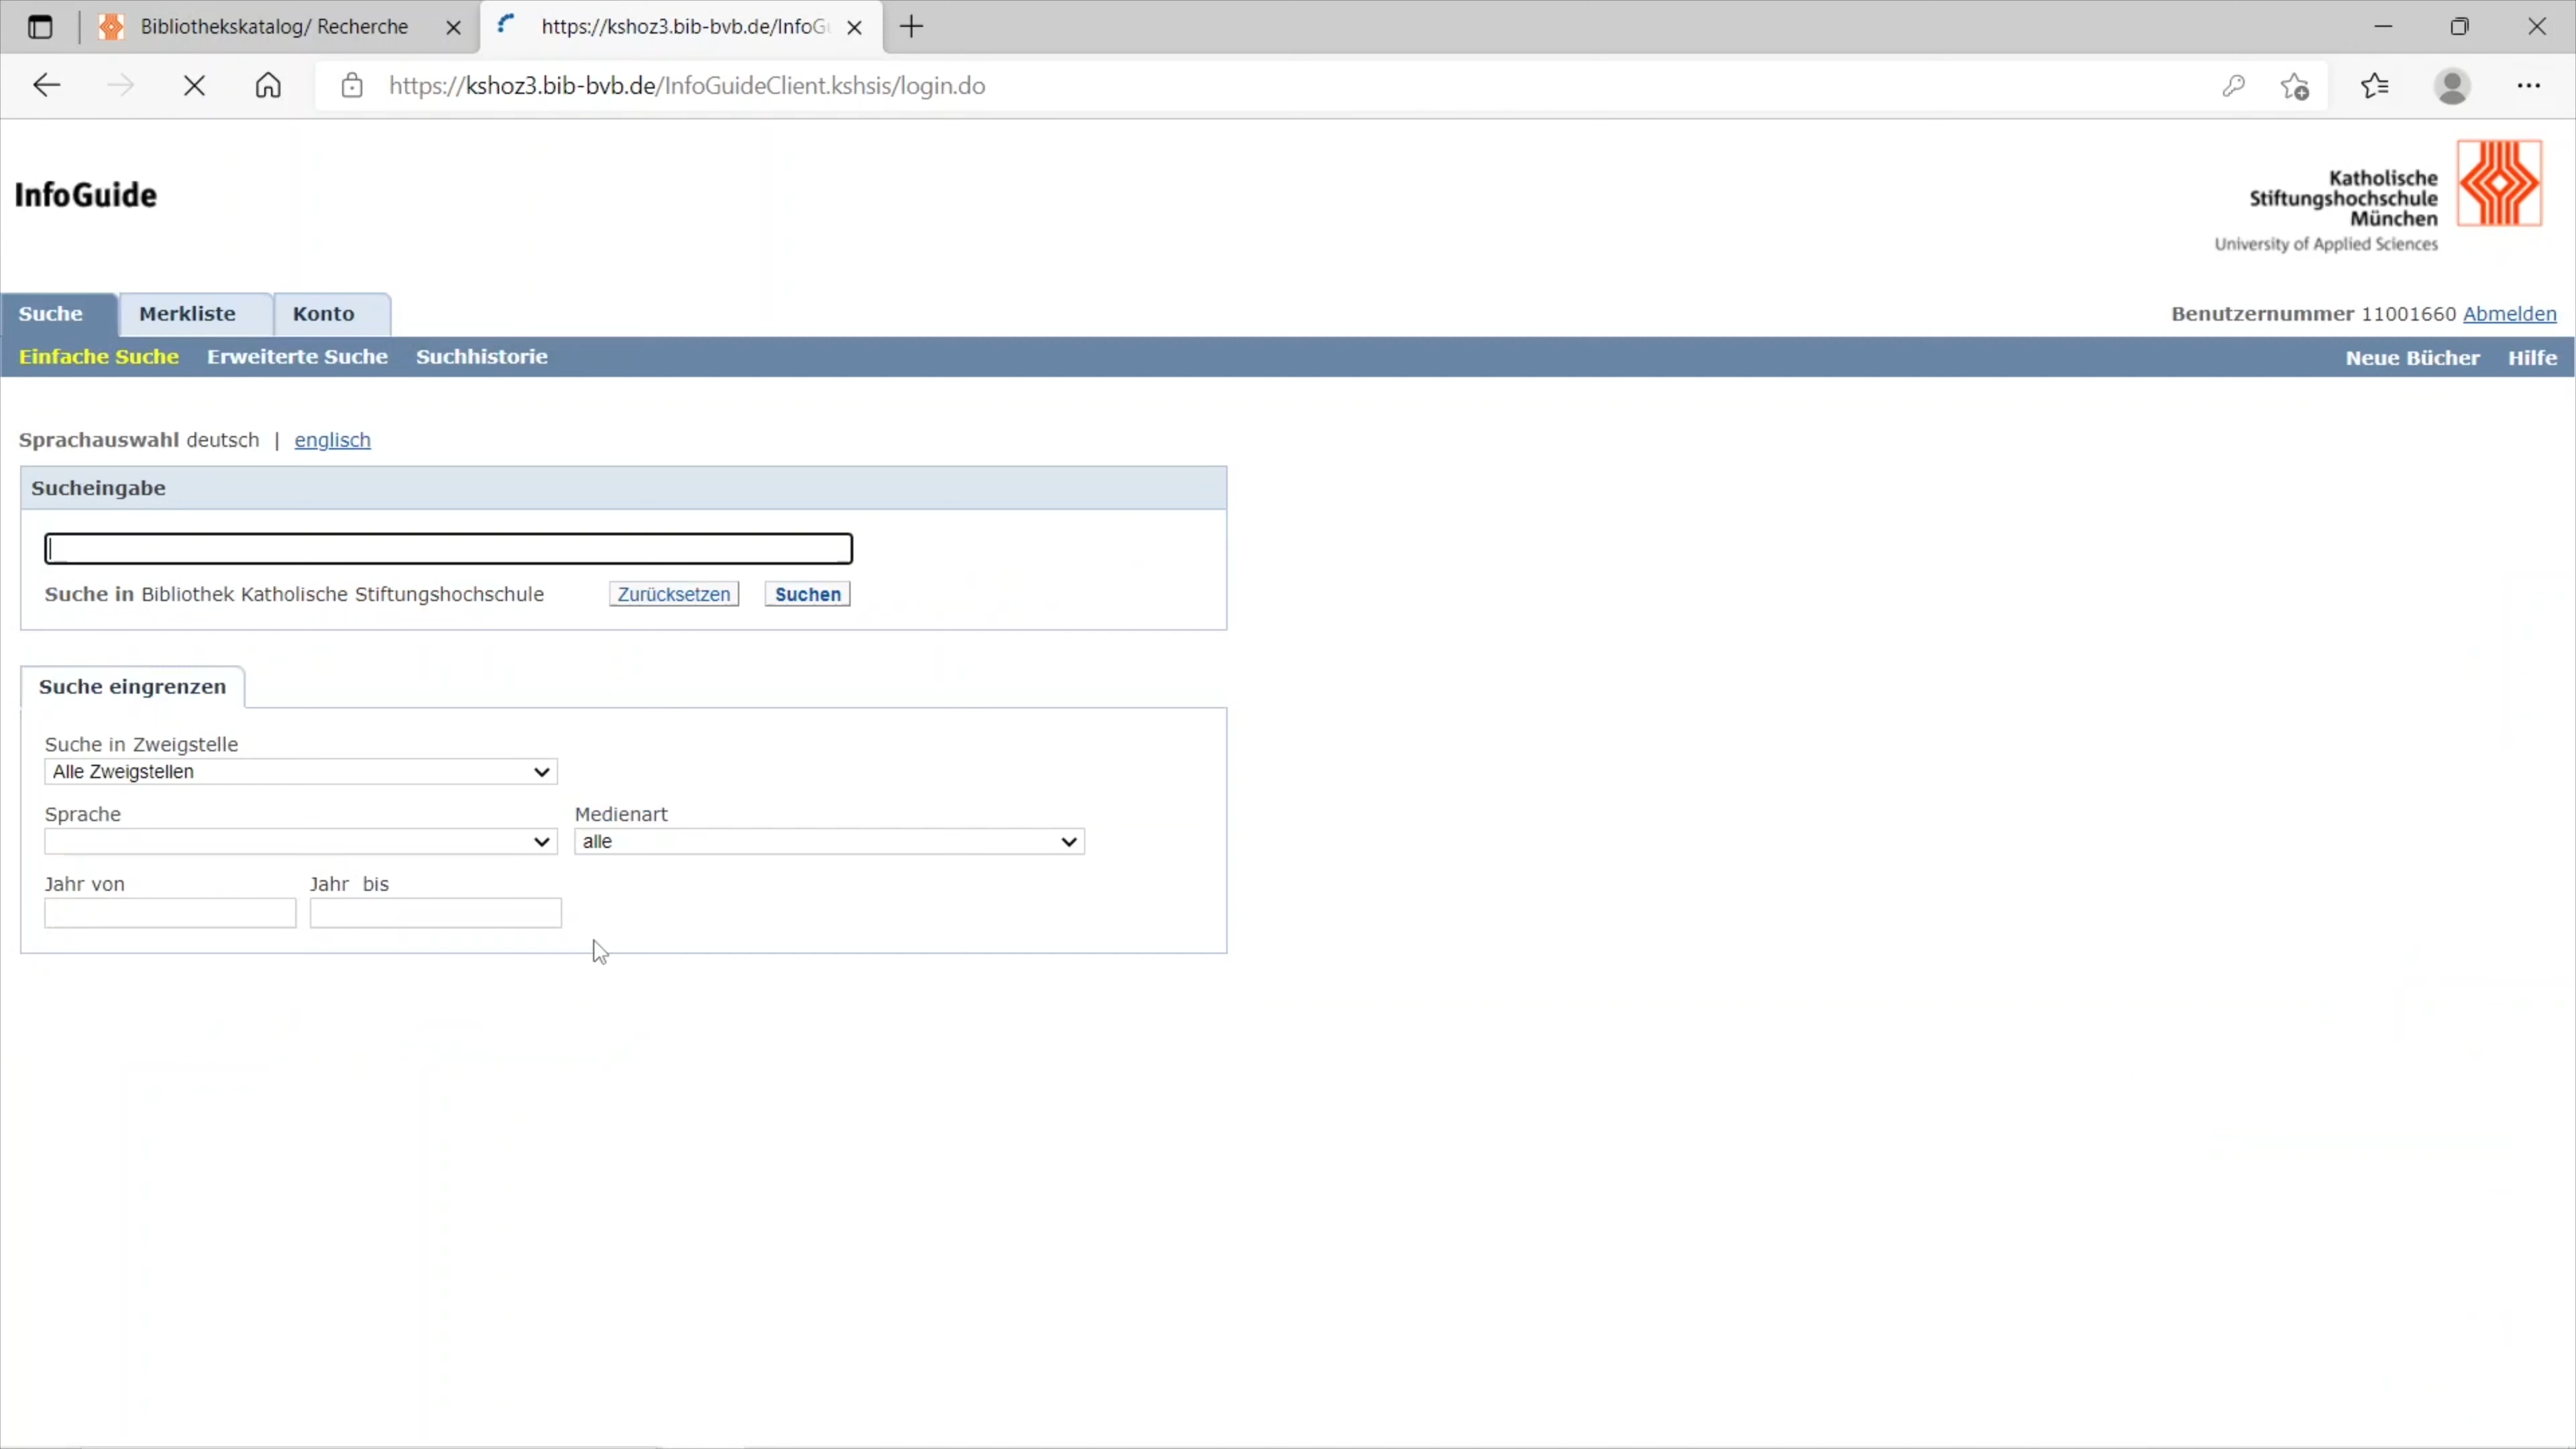 Bibliothekskatalog/ Recherche
https://kshoz3.bib-bvb.de/InfoGu
https://kshoz3.bib-bvb.de/InfoGuideClient.kshsis/login.do
InfoGuide
Katholische
Stiftungshochschule
München
University of Applied Sciences
Suche Merkliste Konto
Benutzernummer 11001660 Abmelden
Einfache Suche Erweiterte Suche Suchhistorie
Neue Bücher Hilfe
Sprachauswahl deutsch | englisch
Sucheingabe
Suche in Bibliothek Katholische Stiftungshochschule Zurücksetzen Suchen
Suche eingrenzen
Suche in Zweigstelle
Alle Zweigstellen
Sprache Medienart
alle
Jahr von Jahr bis